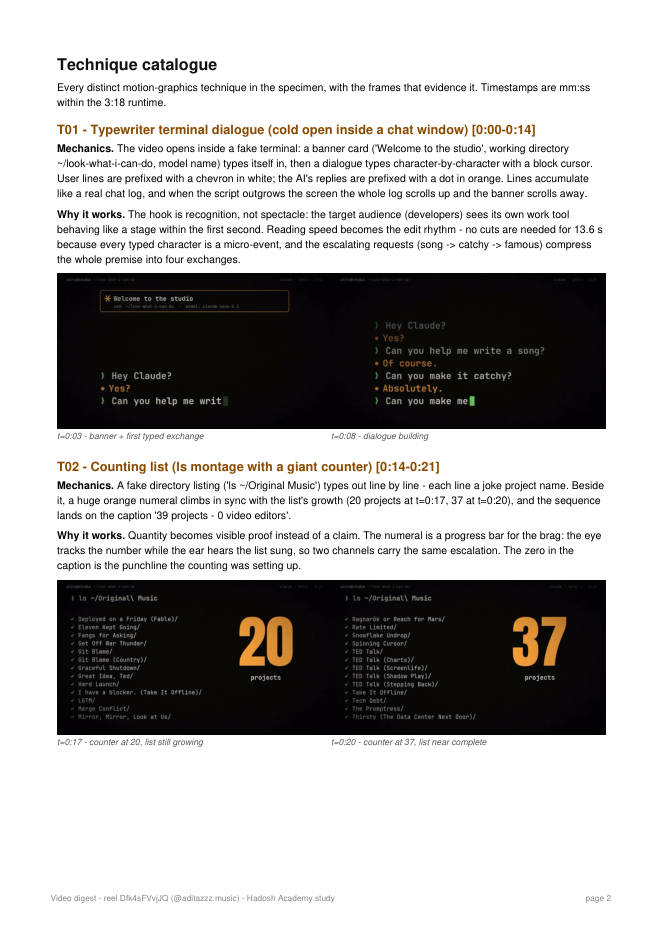 Technique catalogue
Every distinct motion-graphics technique in the specimen, with the frames that evidence it. Timestamps are mm:ss
within the 3:18 runtime.
T01 - Typewriter terminal dialogue (cold open inside a chat window) [0:00-0:14]
Mechanics. The video opens inside a fake terminal: a banner card ('Welcome to the studio', working directory
~/look-what-i-can-do, model name) types itself in, then a dialogue types character-by-character with a block cursor.
User lines are prefixed with a chevron in white; the AI's replies are prefixed with a dot in orange. Lines accumulate
like a real chat log, and when the script outgrows the screen the whole log scrolls up and the banner scrolls away.
Why it works. The hook is recognition, not spectacle: the target audience (developers) sees its own work tool
behaving like a stage within the first second. Reading speed becomes the edit rhythm - no cuts are needed for 13.6 s
because every typed character is a micro-event, and the escalating requests (song -> catchy -> famous) compress
the whole premise into four exchanges.
✳ Welcome to the studio
❯ Hey Claude?
• Yes?
❯ Can you help me writ
❯ Hey Claude?
• Yes?
❯ Can you help me write a song?
• Of course.
❯ Can you make it catchy?
• Absolutely.
❯ Can you make me
t=0:03 - banner + first typed exchange
t=0:08 - dialogue building
T02 - Counting list (ls montage with a giant counter) [0:14-0:21]
Mechanics. A fake directory listing ('ls ~/Original Music') types out line by line - each line a joke project name. Beside
it, a huge orange numeral climbs in sync with the list's growth (20 projects at t=0:17, 37 at t=0:20), and the sequence
lands on the caption '39 projects - 0 video editors'.
Why it works. Quantity becomes visible proof instead of a claim. The numeral is a progress bar for the brag: the eye
tracks the number while the ear hears the list sung, so two channels carry the same escalation. The zero in the
caption is the punchline the counting was setting up.
❯ ls ~/Original\ Music
✓ Deployed on a Friday (Fable)/
✓ Eleven Kept Going/
✓ Fangs for Asking/
✓ Get Off War Thunder/
✓ Git Blame/
✓ Git Blame (Country)/
✓ Graceful Shutdown/
✓ Great Idea, Ted/
✓ Hard Launch/
✓ I have a blocker. (Take It Offline)/
✓ LGTM/
✓ Merge Conflict/
✓ Mirror, Mirror, Look at Us/
20
projects
❯ ls ~/Original\ Music
✓ Ragnarök or Reach for Mars/
✓ Rate Limited/
✓ Snowflake Undrop/
✓ Spinning Cursor/
✓ TED Talk/
✓ TED Talk (Charts)/
✓ TED Talk (Screenlife)/
✓ TED Talk (Shadow Play)/
✓ TED Talk (Stepping Back)/
✓ Take It Offline/
✓ Tech Debt/
✓ The Promptress/
✓ Thirsty (The Data Center Next Door)/
37
projects
t=0:17 - counter at 20, list still growing
t=0:20 - counter at 37, list near complete
Video digest - reel Dfk4sFVvjJQ (@aditazzz.music) - Hadosh Academy study
page 2